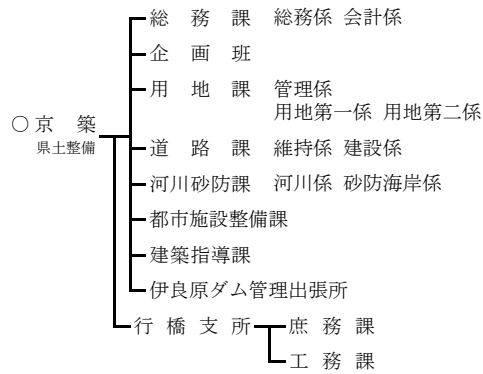 総務課 総務係 会計係
企画班
用地課 管理係
用地第一係 用地第二係
○京築
県土整備
道路課 維持係 建設係
河川砂防課 河川係 砂防海岸係
都市施設整備課
建築指導課
伊良原ダム管理出張所
行橋支所 庶務課
工務課